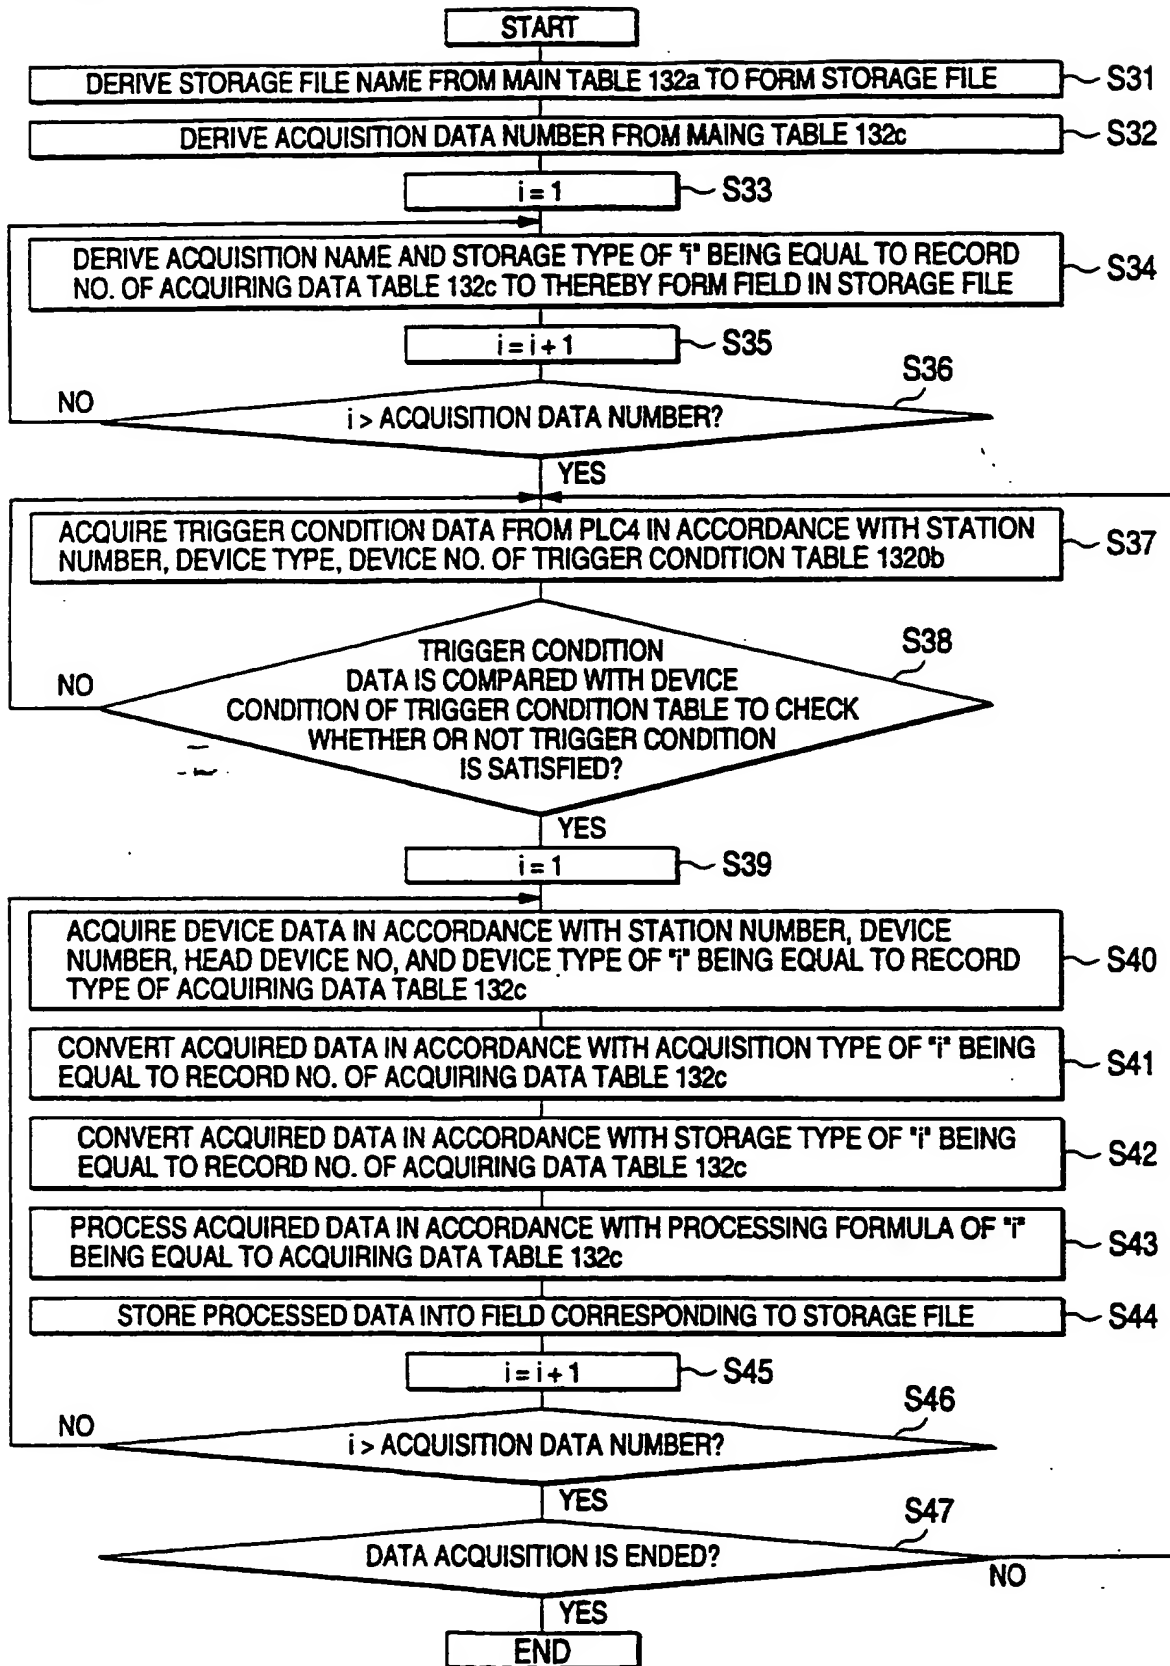 START
DERIVE STORAGE FILE NAME FROM MAIN TABLE 132a TO FORM STORAGE FILE
S31
DERIVE ACQUISITION DATA NUMBER FROM MAING TABLE 132c
S32
i = 1
S33
DERIVE ACQUISITION NAME AND STORAGE TYPE OF "i" BEING EQUAL TO RECORD
NO. OF ACQUIRING DATA TABLE 132c TO THEREBY FORM FIELD IN STORAGE FILE
S34
i = i + 1
S35
S36
NO
i > ACQUISITION DATA NUMBER?
YES
ACQUIRE TRIGGER CONDITION DATA FROM PLC4 IN ACCORDANCE WITH STATION
NUMBER, DEVICE TYPE, DEVICE NO. OF TRIGGER CONDITION TABLE 1320b
S37
S38
NO
TRIGGER CONDITION
DATA IS COMPARED WITH DEVICE
CONDITION OF TRIGGER CONDITION TABLE TO CHECK
WHETHER OR NOT TRIGGER CONDITION
IS SATISFIED?
YES
i = 1
S39
ACQUIRE DEVICE DATA IN ACCORDANCE WITH STATION NUMBER, DEVICE
NUMBER, HEAD DEVICE NO, AND DEVICE TYPE OF "i" BEING EQUAL TO RECORD
TYPE OF ACQUIRING DATA TABLE 132c
S40
CONVERT ACQUIRED DATA IN ACCORDANCE WITH ACQUISITION TYPE OF "i" BEING
EQUAL TO RECORD NO. OF ACQUIRING DATA TABLE 132c
S41
CONVERT ACQUIRED DATA IN ACCORDANCE WITH STORAGE TYPE OF "i" BEING
EQUAL TO RECORD NO. OF ACQUIRING DATA TABLE 132c
S42
PROCESS ACQUIRED DATA IN ACCORDANCE WITH PROCESSING FORMULA OF "i"
BEING EQUAL TO ACQUIRING DATA TABLE 132c
S43
STORE PROCESSED DATA INTO FIELD CORRESPONDING TO STORAGE FILE
S44
i = i + 1
S45
S46
NO
i > ACQUISITION DATA NUMBER?
YES
S47
DATA ACQUISITION IS ENDED?
NO
YES
END